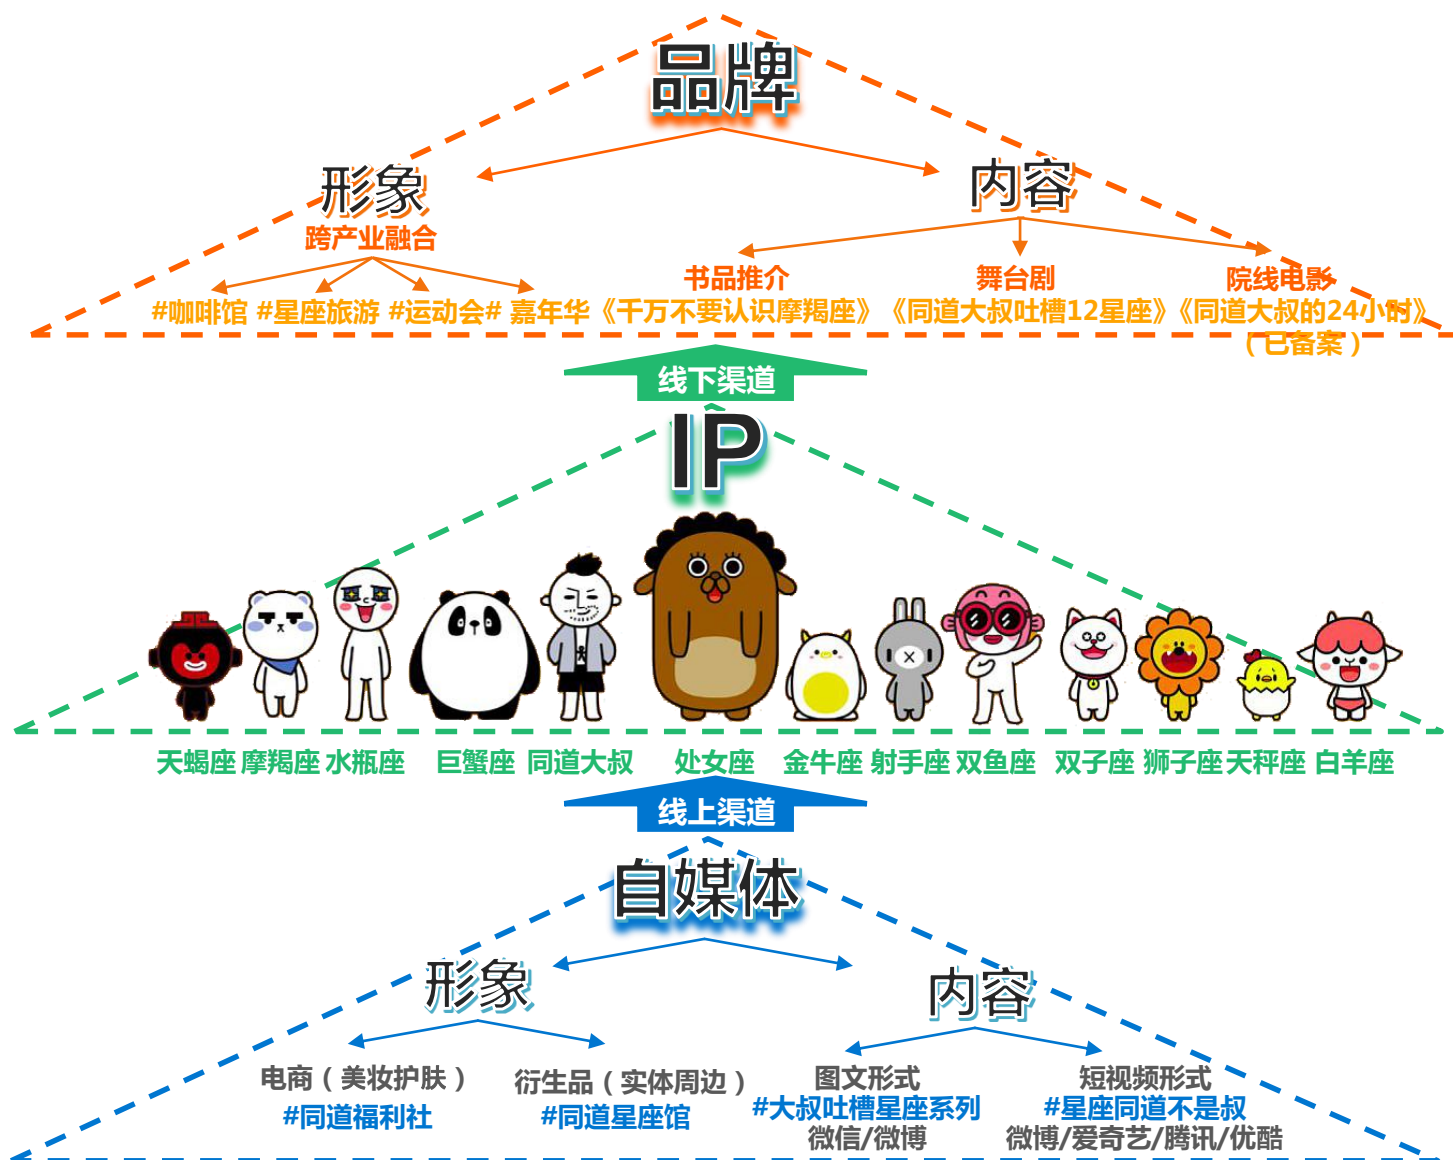 品牌
形象
内容
跨产业融合
书品推介
舞台剧
院线电影
#咖啡馆 #星座旅游 #运动会# 嘉年华《千万不要认识摩羯座》《同道大叔吐槽12星座》《同道大叔的24小时》
（已备案）
线下渠道
IP
天蝎座 摩羯座 水瓶座 巨蟹座 同道大叔 处女座 金牛座 射手座 双鱼座 双子座 狮子座 天秤座 白羊座
线上渠道
自媒体
形象
内容
电商（美妆护肤）
#同道福利社
衍生品（实体周边）
#同道星座馆
图文形式
#大叔吐槽星座系列
微信/微博
短视频形式
#星座同道不是叔
微博/爱奇艺/腾讯/优酷